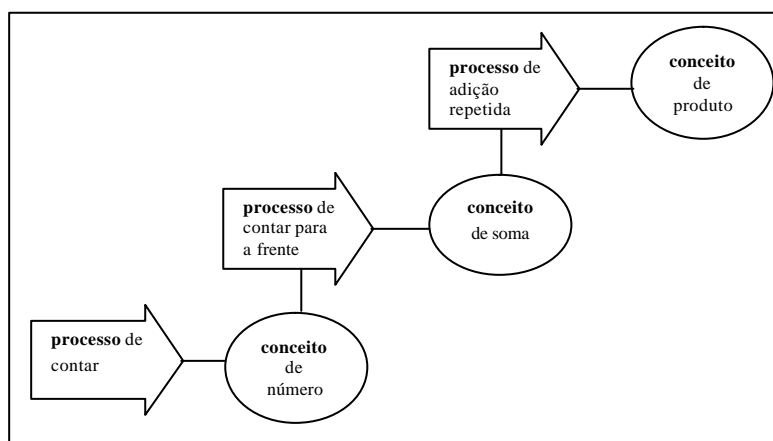 processo de
adição
repetida
conceito
de
produto
processo de
contar para
a frente
conceito
de soma
processo de
contar
conceito
de
número